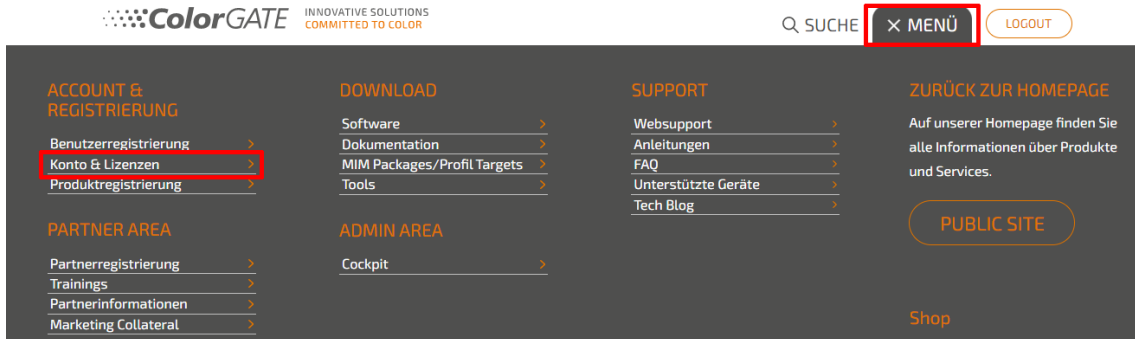 ColorGATE
INNOVATIVE SOLUTIONS
COMMITTED TO COLOR
SUCHE
MENÜ
LOGOUT
ACCOUNT &
REGISTRIERUNG
Benutzerregistrierung
Konto & Lizenzen
Produktregistrierung
PARTNER AREA
Partnerregistrierung
Trainings
Partnerinformationen
Marketing Collateral
DOWNLOAD
Software
Dokumentation
MIM Packages/Profil Targets
Tools
ADMIN AREA
Cockpit
SUPPORT
Websupport
Anleitungen
FAQ
Unterstützte Geräte
Tech Blog
ZURÜCK ZUR HOMEPAGE
Auf unserer Homepage finden Sie
alle Informationen über Produkte
und Services.
PUBLIC SITE
Shop